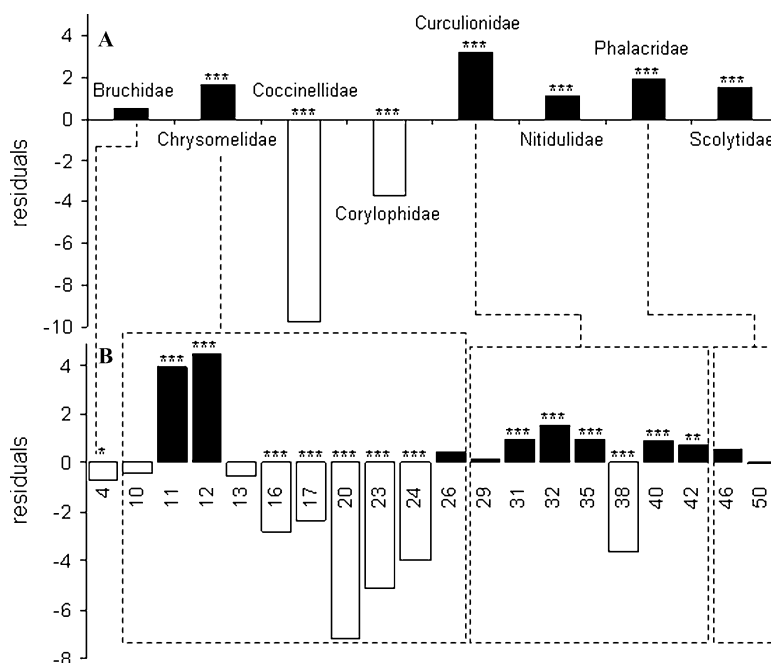 A
4
2
0
-2
-4
-6
-8
-10
residuals
Bruchidae
***
Chrysomelidae
Coccinellidae
***
***
Corylophidae
Curculionidae
***
***
Nitidulidae
Phalacridae
***
***
Scolytidae
B
4
2
0
-2
-4
-6
-8
residuals
* *** *** *** *** *** *** *** *** *** *** *** *** ** 
4 10 11 12 13 16 17 20 23 24 26 29 31 32 35 38 40 42 46 50